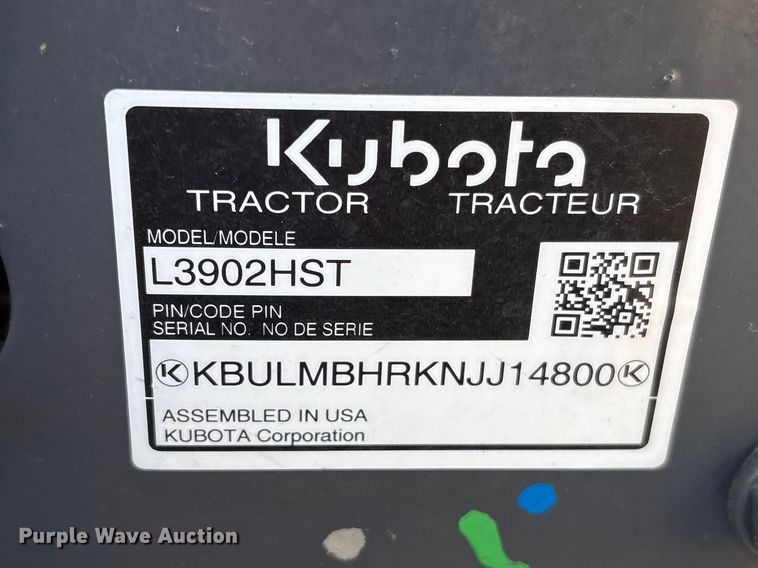 Kubota
TRACTOR TRACTEUR
MODEL/MODELE
L3902HST
PIN/CODE PIN
SERIAL NO. NO DE SERIE
KBULMBHRKNJJ14800
ASSEMBLED IN USA
KUBOTA Corporation
Purple Wave Auction